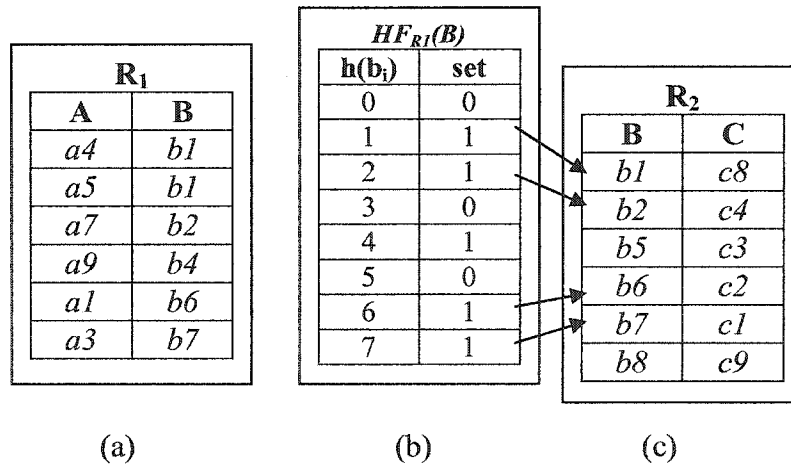 R1
A B
a4 b1
a5 b1
a7 b2
a9 b4
a1 b6
a3 b7
(a)
HFR1(B)
h(bi) set
0 0
1 1
2 1
3 0
4 1
5 0
6 1
7 1
(b)
R2
B C
b1 c8
b2 c4
b5 c3
b6 c2
b7 c1
b8 c9
(c)